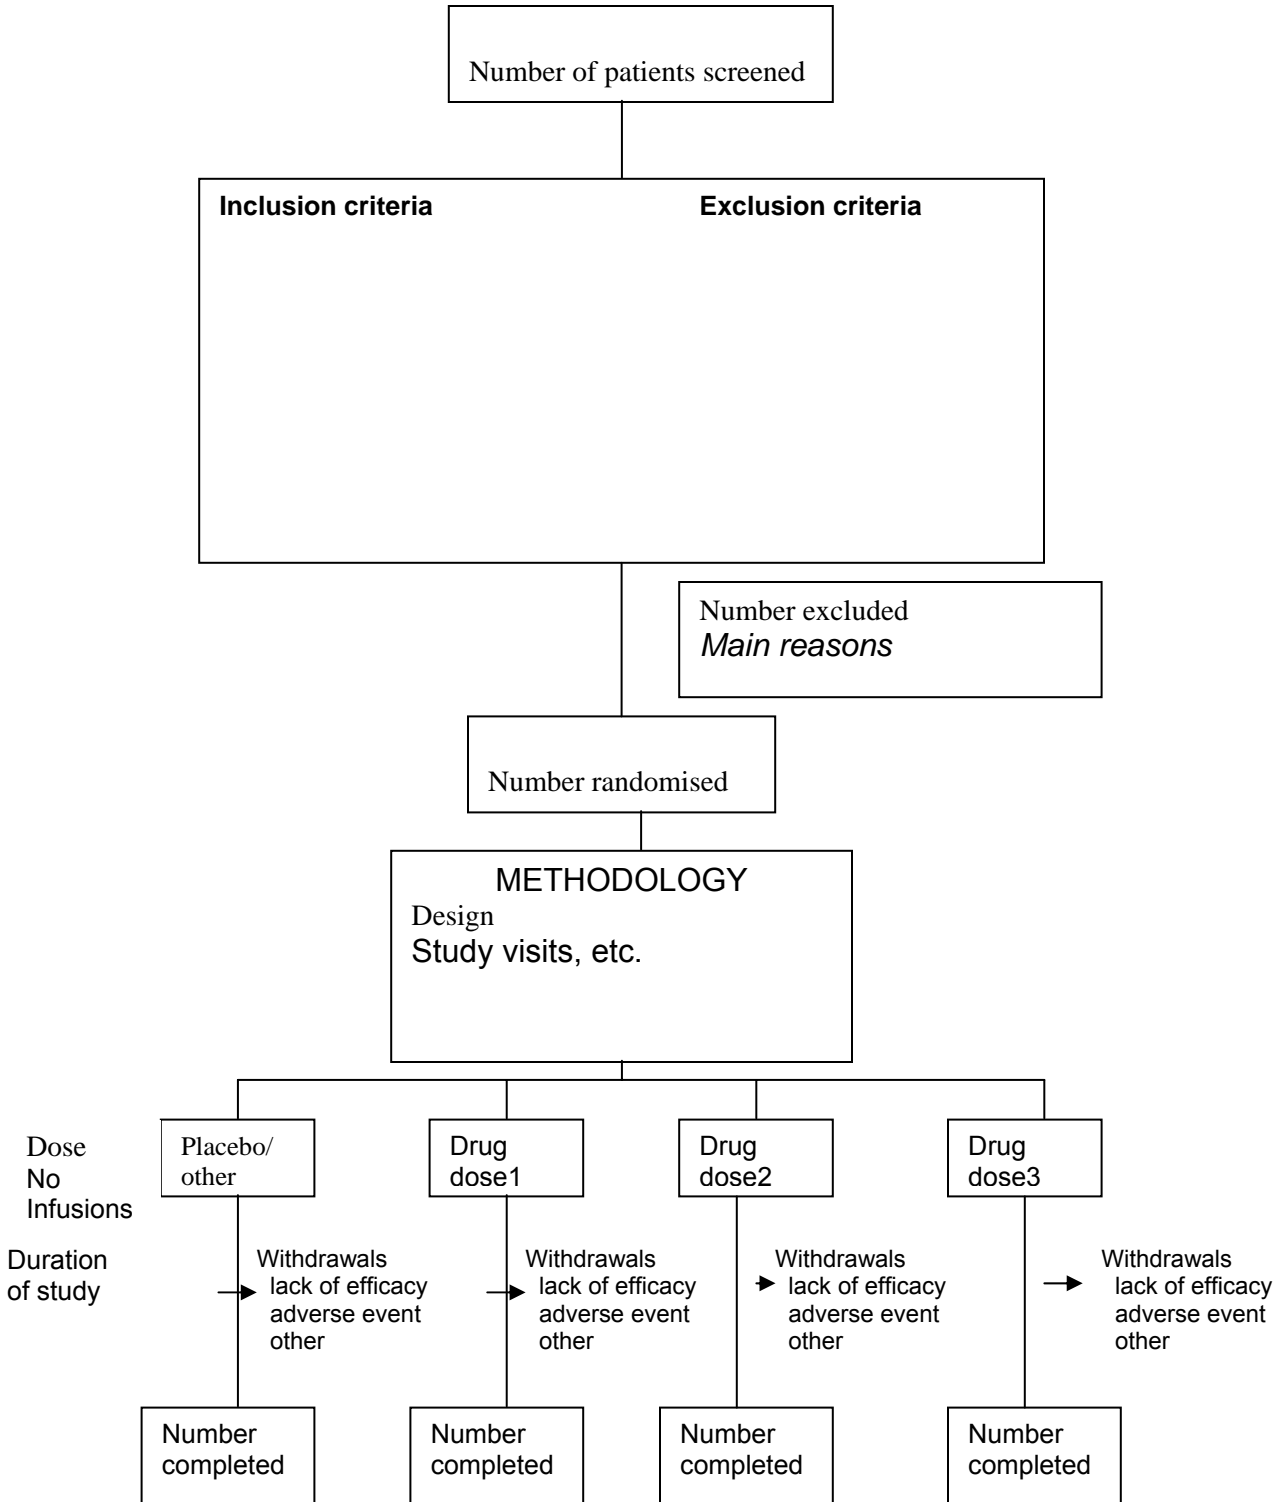 Number of patients screened
Inclusion criteria
Exclusion criteria
Number excluded
Main reasons
Number randomised
METHODOLOGY
Design
Study visits, etc.
Dose
No
Infusions
Placebo/
other
Drug
dose1
Drug
dose2
Drug
dose3
Duration
of study
Withdrawals
lack of efficacy
adverse event
other
Withdrawals
lack of efficacy
adverse event
other
Withdrawals
lack of efficacy
adverse event
other
Withdrawals
lack of efficacy
adverse event
other
Number
completed
Number
completed
Number
completed
Number
completed